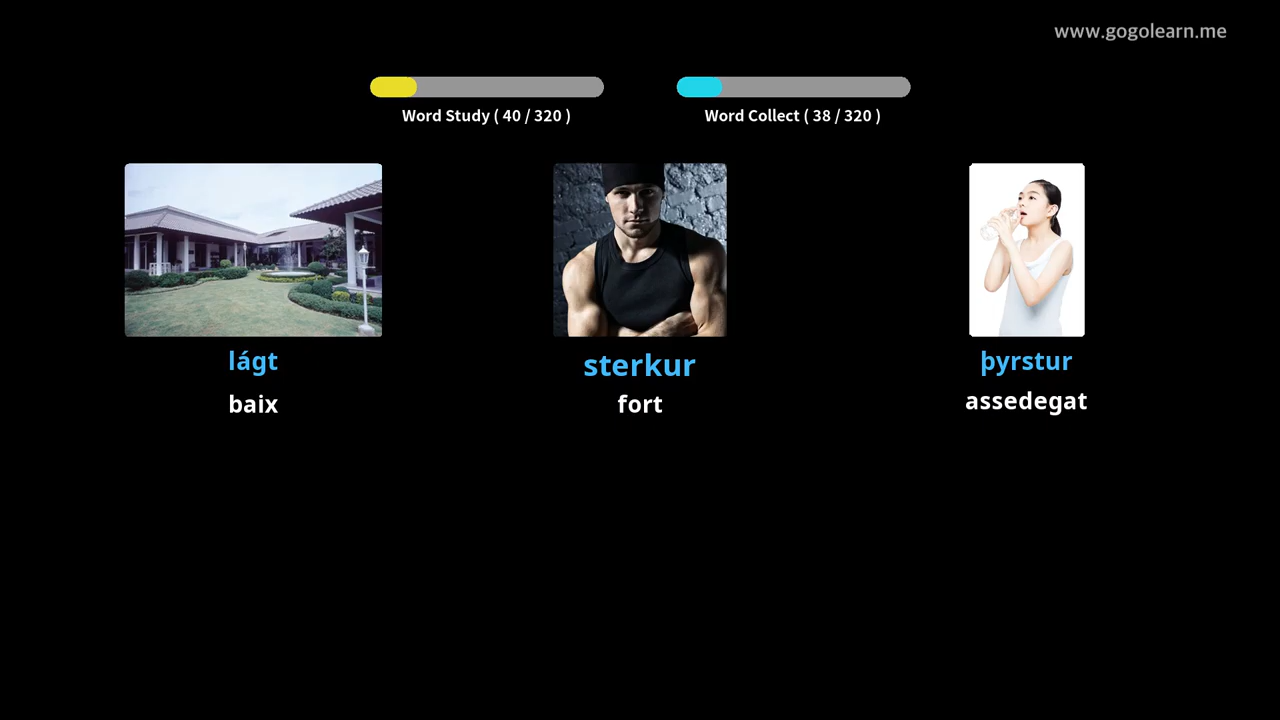 www.gogolearn.me
Word Study ( 40 / 320 )
Word Collect ( 38 / 320 )
lágt
sterkur
þyrstur
baix
fort
assedegat